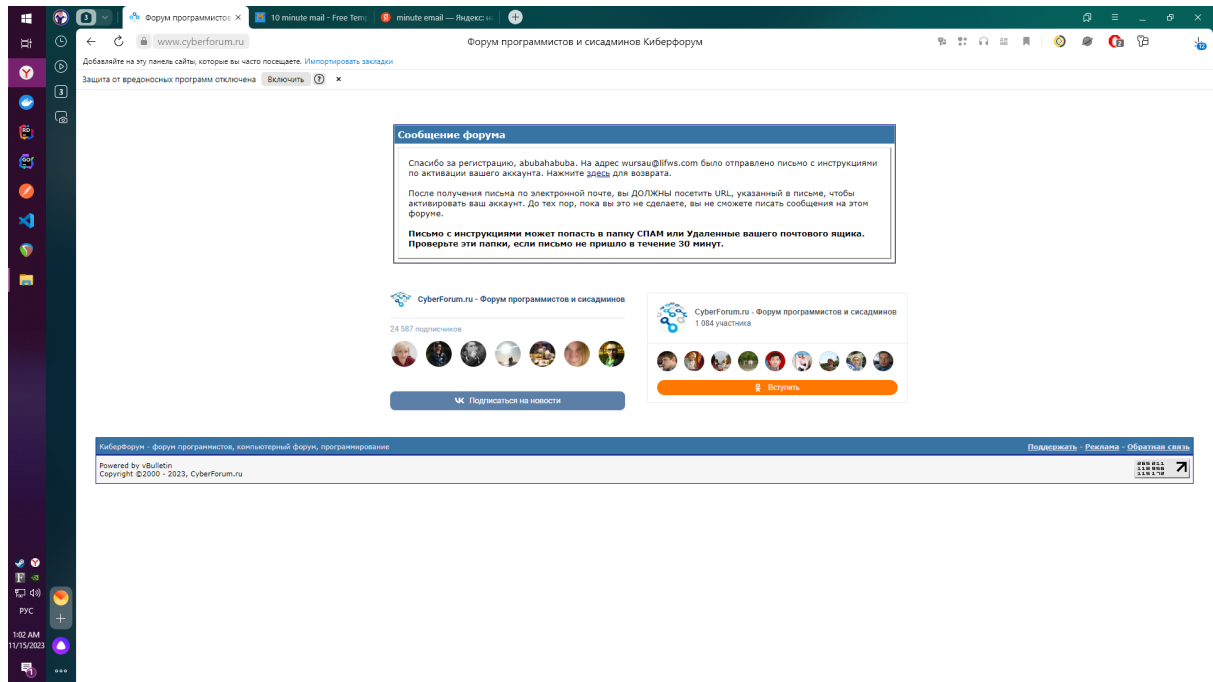 3
Форум программистов
10 minute mail - Free Temp
minute email — Яндекс: н
www.cyberforum.ru
Форум программистов и сисадминов Киберфорум
12
Добавляйте на эту панель сайты, которые вы часто посещаете. Импортировать закладки
Защита от вредоносных программ отключена Включить ? ×
3
Сообщение форума
Спасибо за регистрацию, abubahabuba. На адрес wursau@lifws.com было отправлено письмо с инструкциями
по активации вашего аккаунта. Нажмите здесь для возврата.
После получения письма по электронной почте, вы ДОЛЖНЫ посетить URL, указанный в письме, чтобы
активировать ваш аккаунт. До тех пор, пока вы это не сделаете, вы не сможете писать сообщения на этом
форуме.
Письмо с инструкциями может попасть в папку СПАМ или Удаленные вашего почтового ящика.
Проверьте эти папки, если письмо не пришло в течение 30 минут.
CyberForum.ru - Форум программистов и сисадминов
24 587 подписчиков
Подписаться на новости
CyberForum.ru - Форум программистов и сисадминов
1 084 участника
Вступить
КиберФорум - форум программистов, компьютерный форум, программирование
Поддержать - Реклама - Обратная связь
Powered by vBulletin
Copyright ©2000 - 2023, CyberForum.ru
РУС
1:02 AM
11/15/2023
1